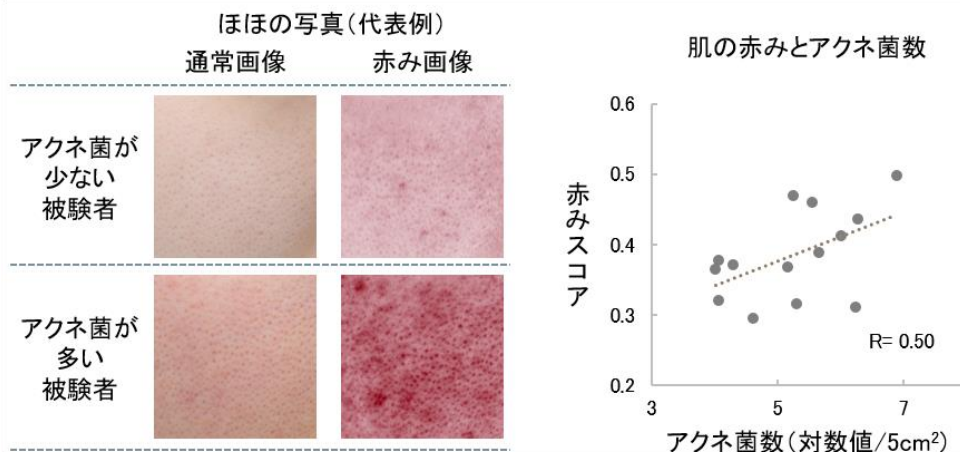 ほほの写真(代表例)
通常画像
赤み画像
アクネ菌が
少ない
被験者
アクネ菌が
多い
被験者
肌の赤みとアクネ菌数
赤みスコア
0.6
0.5
0.4
0.3
0.2
R= 0.50
3
5
7
アクネ菌数(対数値/5cm²)